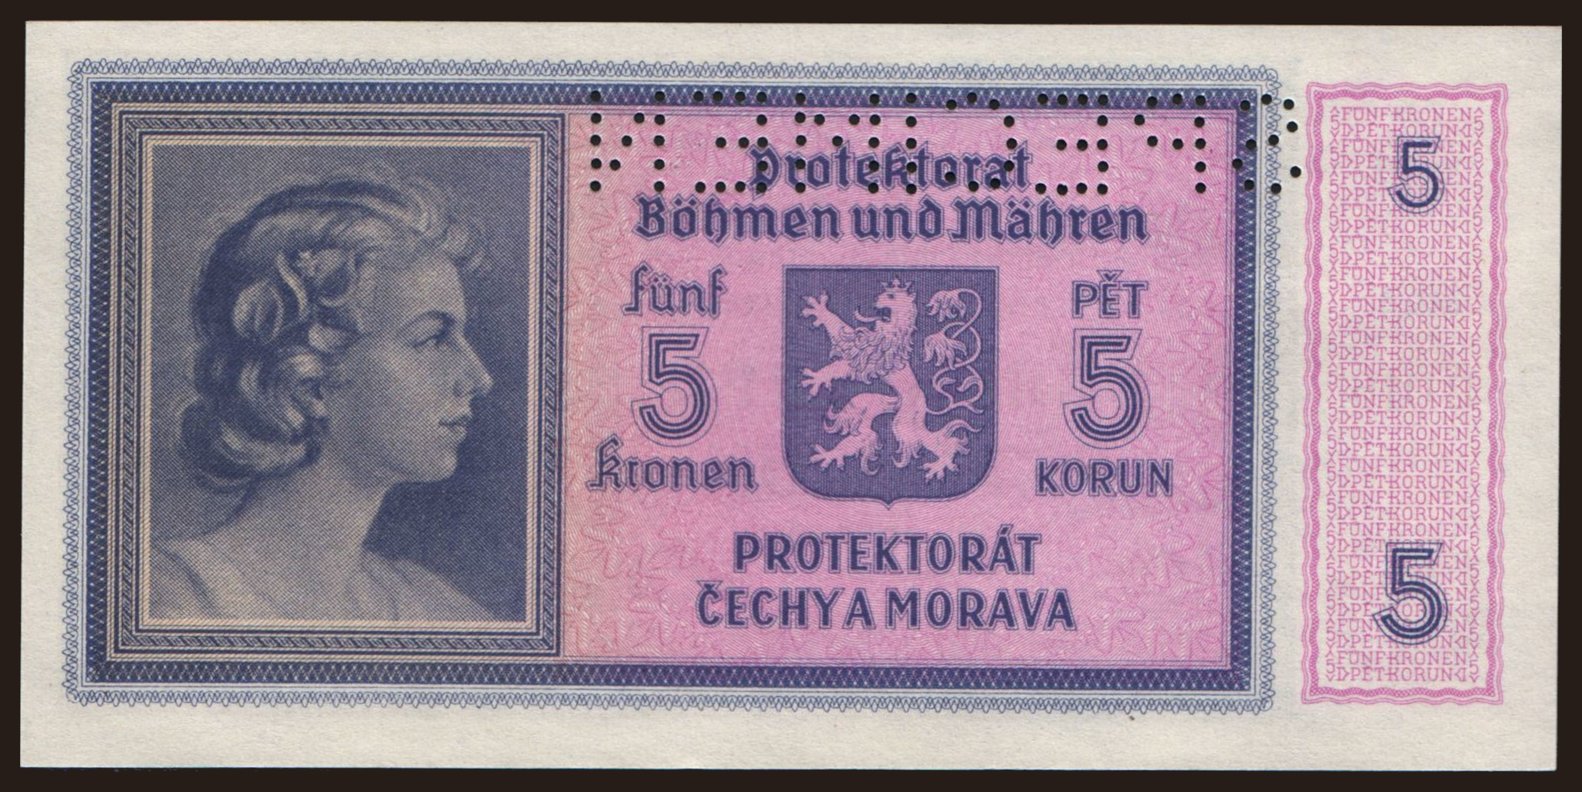 Protektorat
Böhmen und Mähren
fünf
5
Kronen
PĚT
5
KORUN
PROTEKTORÁT
ČECHY A MORAVA
5
5
FÜNFKRONEN
PĚTKORUN